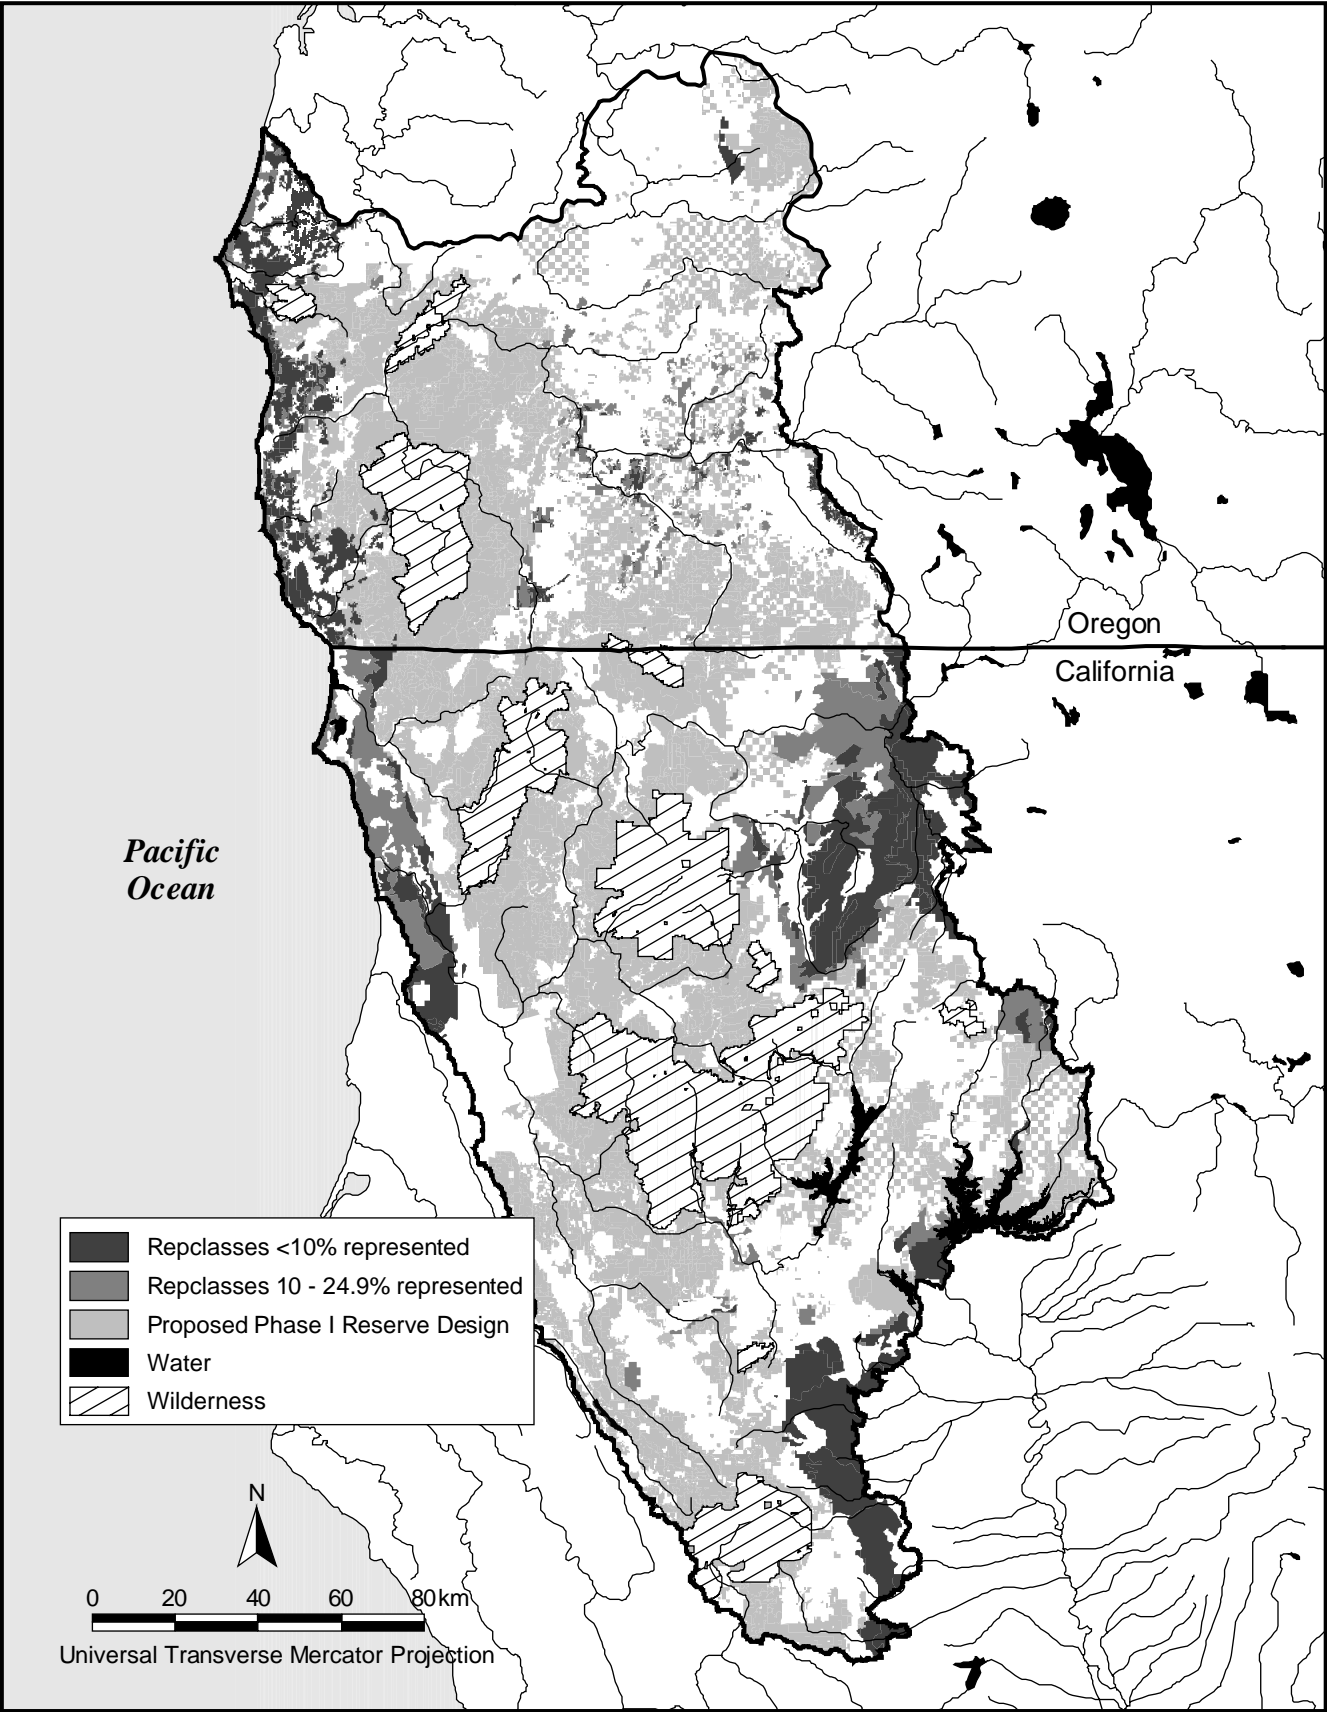 Oregon
California
Pacific
Ocean
Repclasses <10% represented
Repclasses 10 - 24.9% represented
Proposed Phase I Reserve Design
Water
Wilderness
N
0 20 40 60 80km
Universal Transverse Mercator Projection